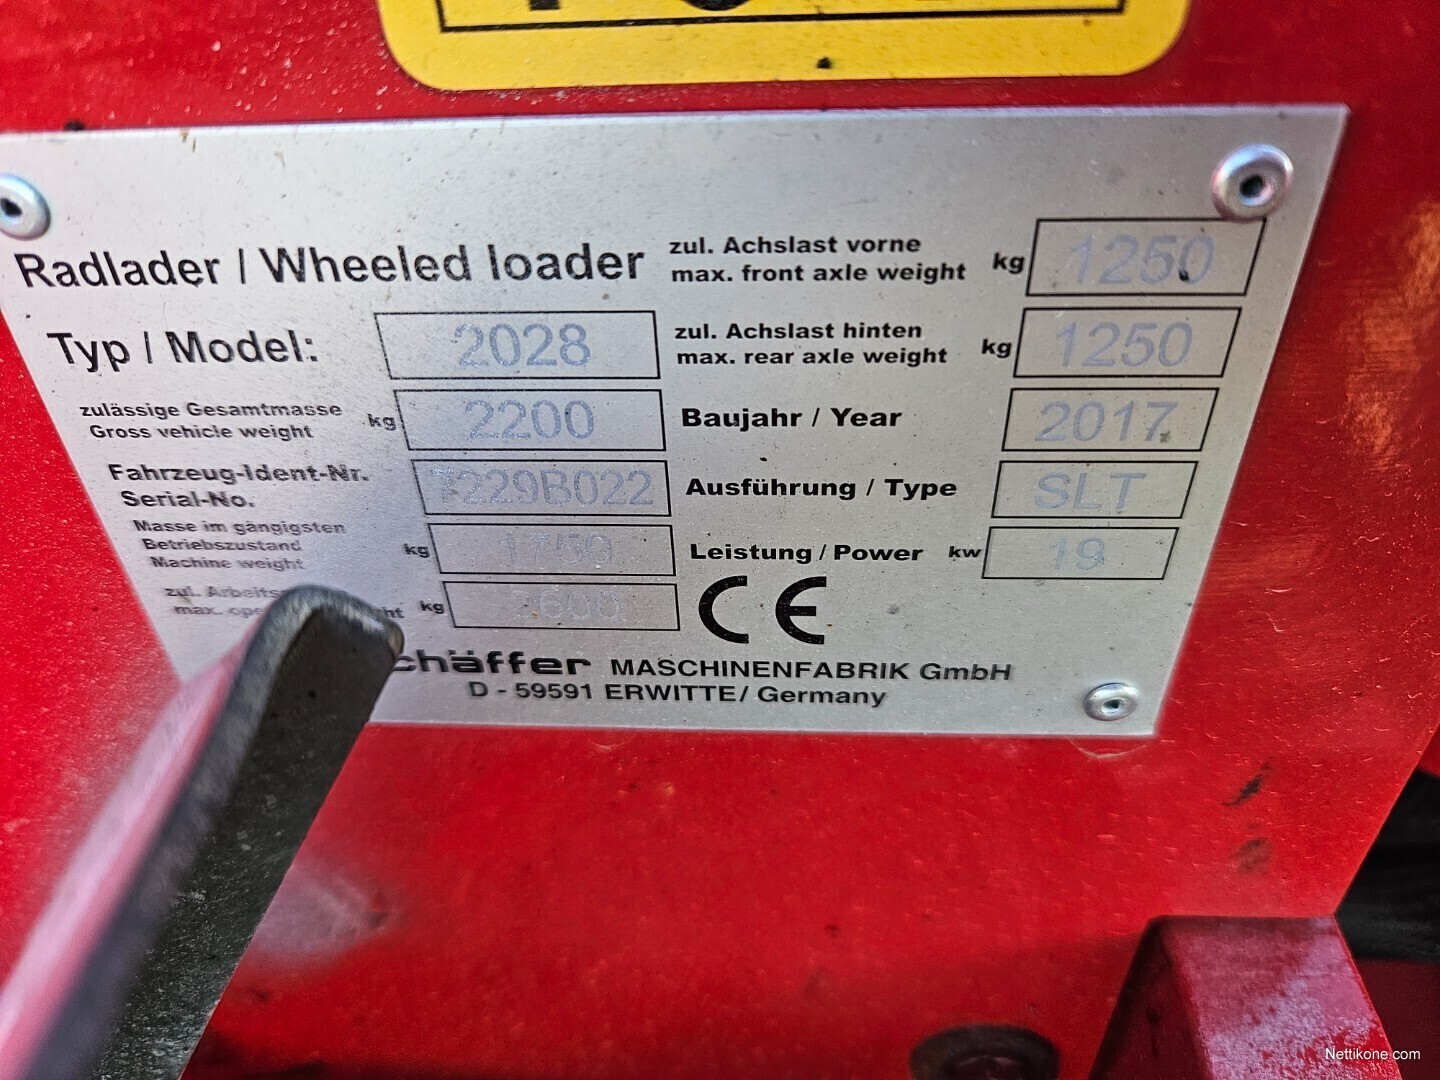 Radlader / Wheeled loader
Typ / Model: 2028
zulässige Gesamtmasse
Gross vehicle weight kg 2200
Fahrzeug-Ident-Nr.
Serial-No. 7229B022
Masse im gängigsten
Betriebszustand
Machine weight kg 1750
zul.
max. kg
zul. Achslast vorne
max. front axle weight kg 1250
zul. Achslast hinten
max. rear axle weight kg 1250
Baujahr / Year 2017
Ausführung / Type SLT
Leistung / Power kw 19
CE
MASCHINENFABRIK GmbH
D - 59591 ERWITTE / Germany
Nettikone.com